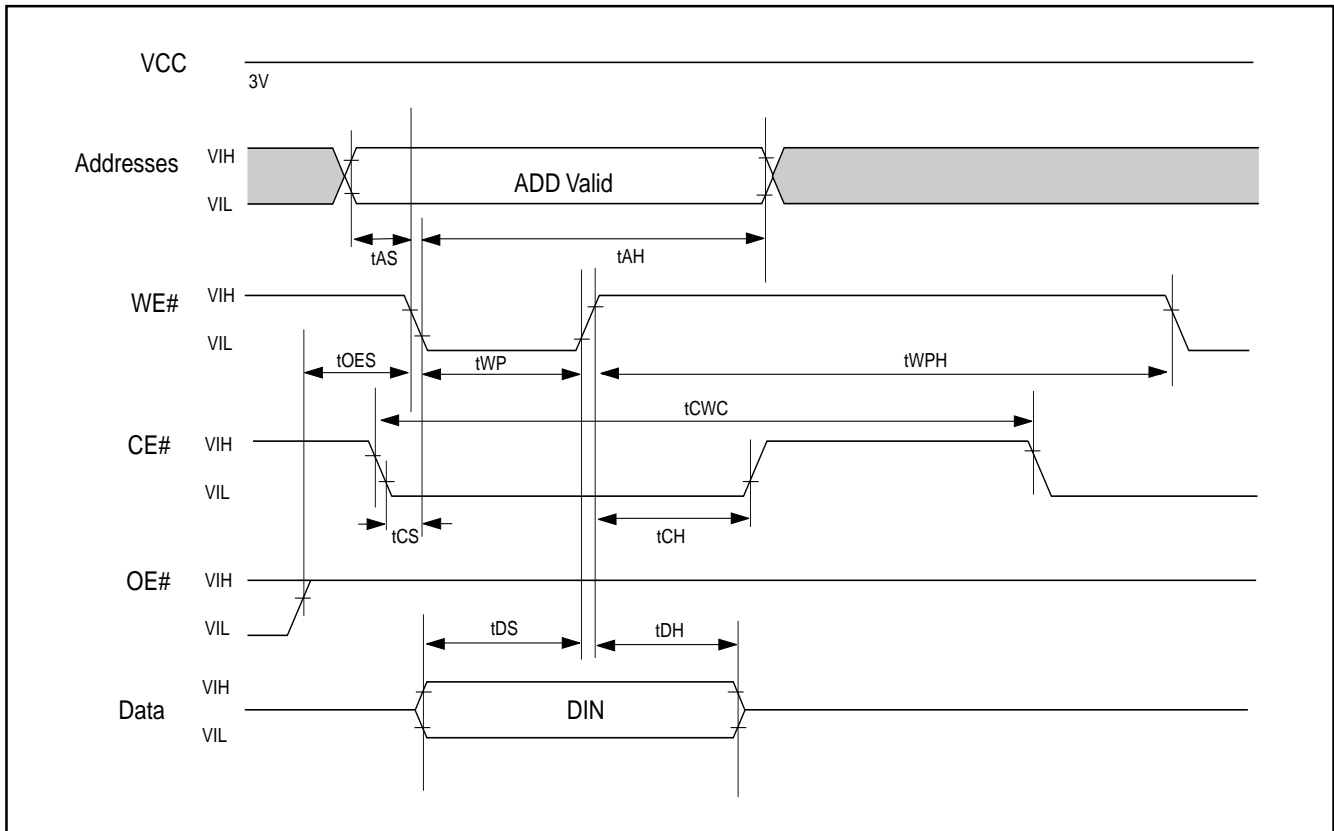 VCC
3V
Addresses
VIH
ADD Valid
VIL
tAS
tAH
WE#
VIH
VIL
tOES
tWP
tWPH
tCWC
CE#
VIH
VIL
tCS
tCH
OE#
VIH
VIL
tDS
tDH
VIH
Data
DIN
VIL